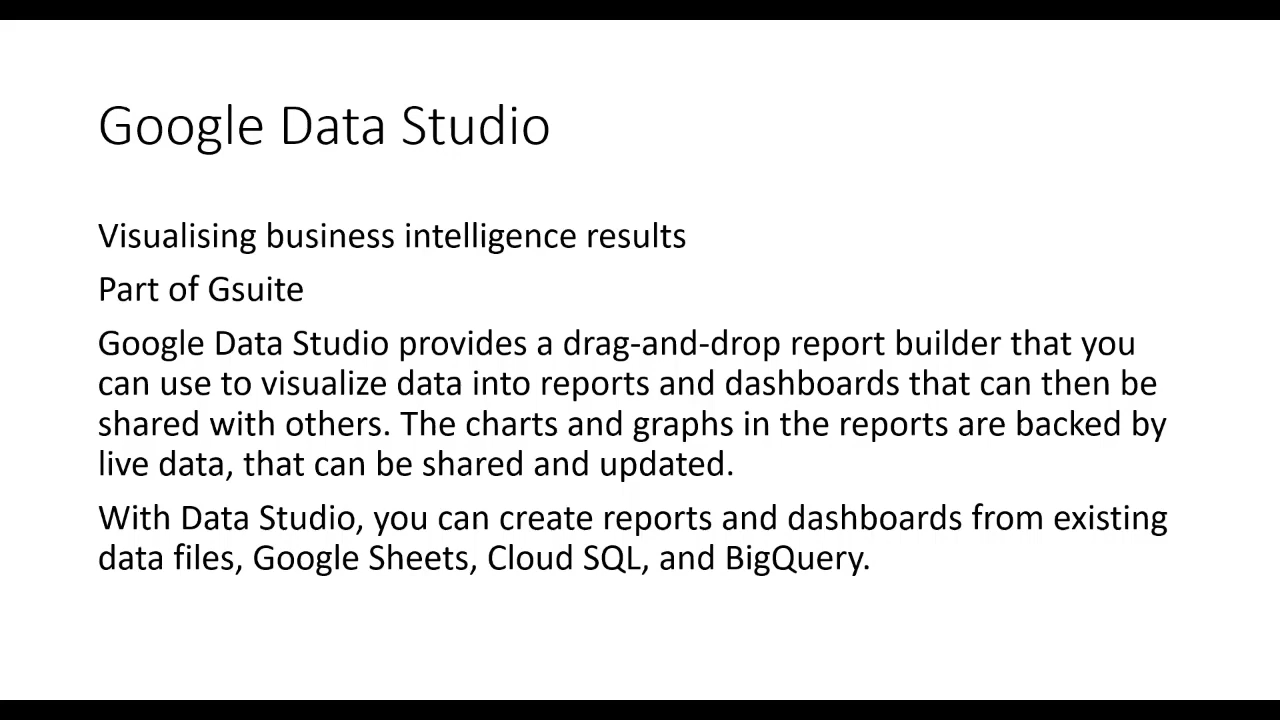 Google Data Studio
Visualising business intelligence results
Part of Gsuite
Google Data Studio provides a drag-and-drop report builder that you
can use to visualize data into reports and dashboards that can then be
shared with others. The charts and graphs in the reports are backed by
live data, that can be shared and updated.
With Data Studio, you can create reports and dashboards from existing
data files, Google Sheets, Cloud SQL, and BigQuery.